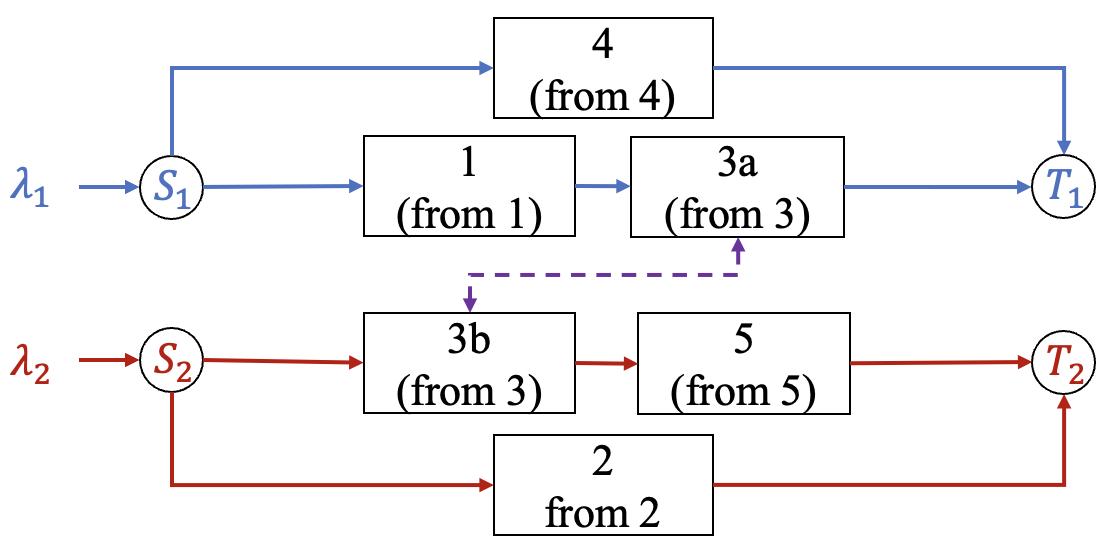 4
(from 4)
λ₁
S₁
1
(from 1)
3a
(from 3)
T₁
λ₂
S₂
3b
(from 3)
5
(from 5)
T₂
2
from 2